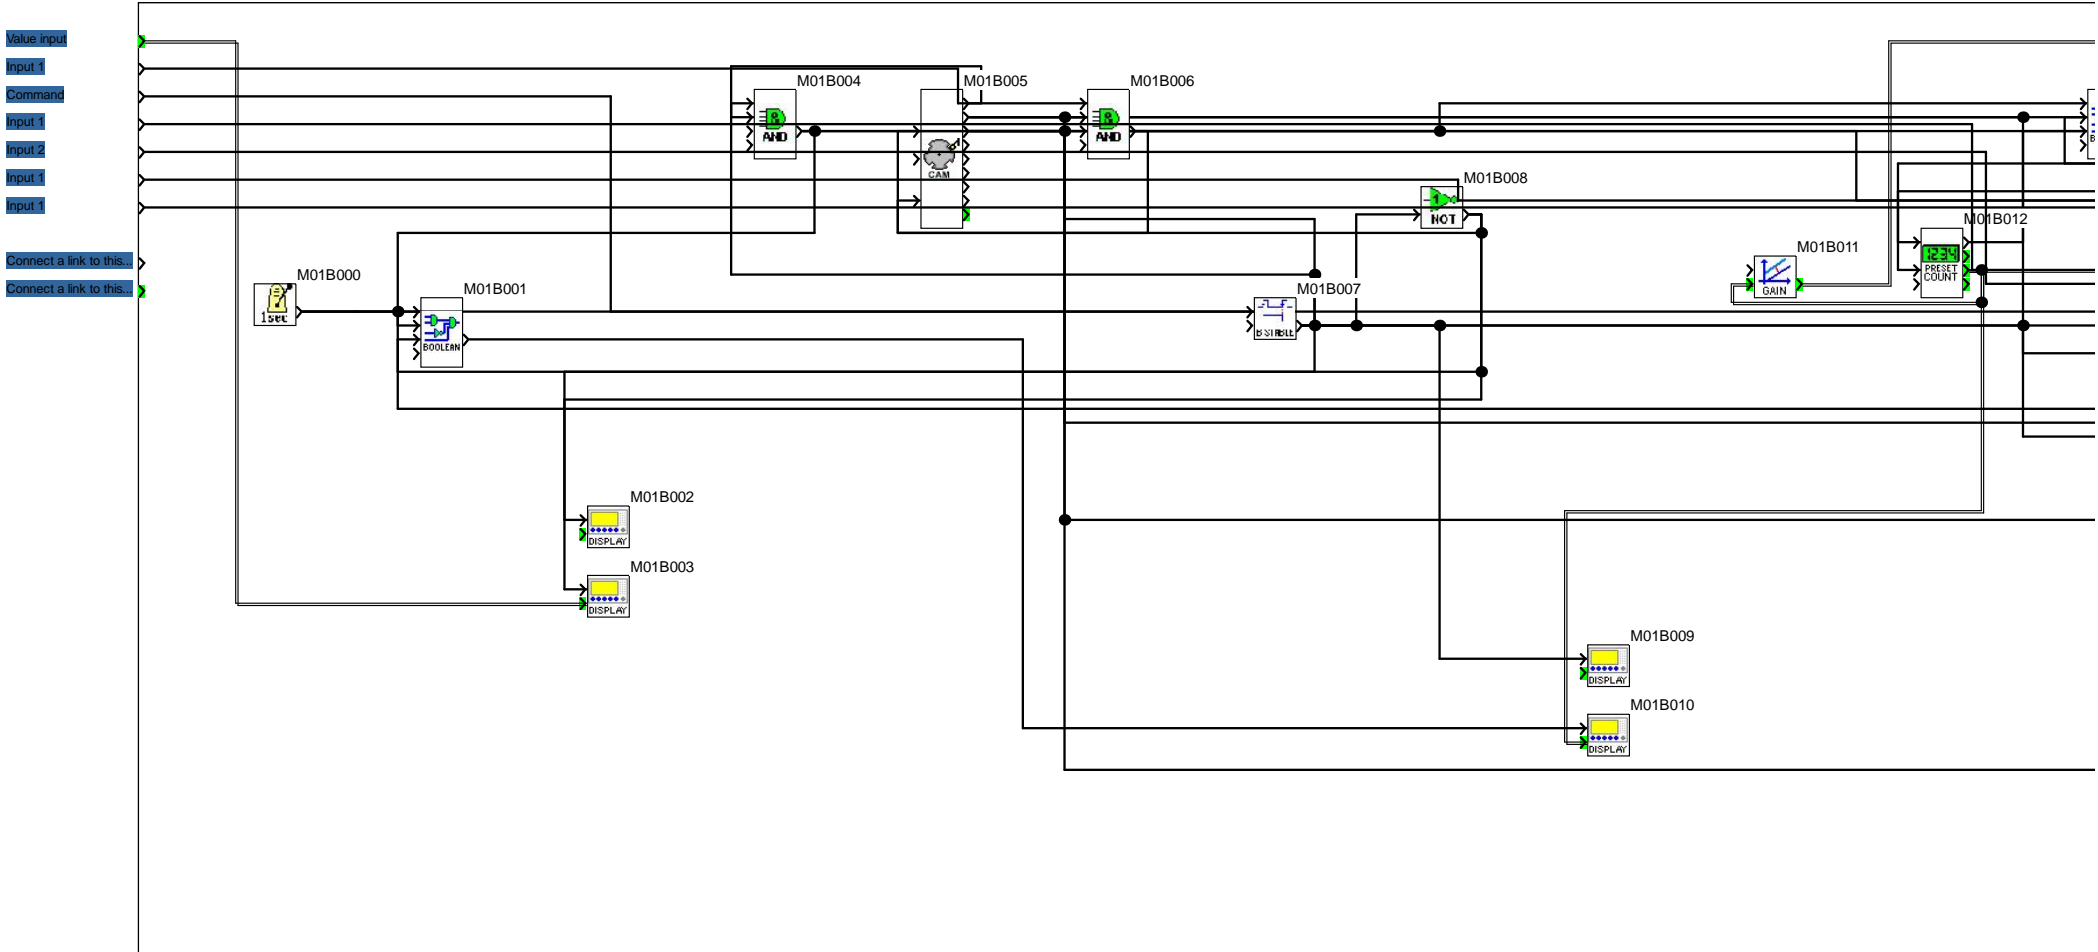 Value input
Input 1
Command
Input 1
Input 2
Input 1
Input 1
Connect a link to this...
Connect a link to this...
M01B000
1sec
M01B001
BOOLEAN
M01B002
DISPLAY
M01B003
DISPLAY
M01B004
&
AND
M01B005
CAM
M01B006
&
AND
M01B007
BISTABLE
M01B008
1
NOT
M01B009
DISPLAY
M01B010
DISPLAY
M01B011
GAIN
M01B012
1234
PRESET
COUNT
B